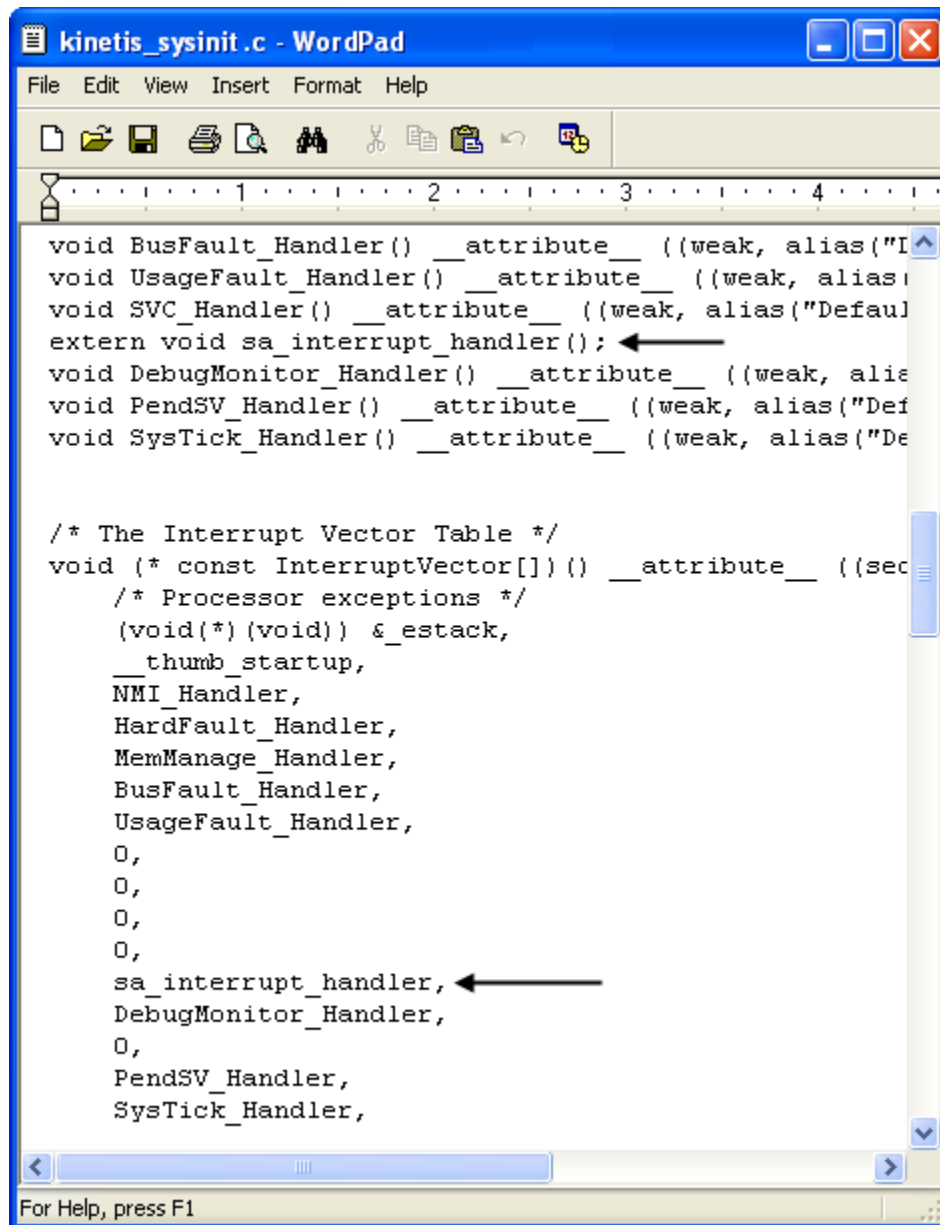 kinetis_sysinit.c - WordPad
File Edit View Insert Format Help
1 2 3 4
void BusFault_Handler() __attribute__ ((weak, alias("D
void UsageFault_Handler() __attribute__ ((weak, alias(
void SVC_Handler() __attribute__ ((weak, alias("Defaul
extern void sa_interrupt_handler();
void DebugMonitor_Handler() __attribute__ ((weak, alia
void PendSV_Handler() __attribute__ ((weak, alias("Def
void SysTick_Handler() __attribute__ ((weak, alias("De
/* The Interrupt Vector Table */
void (* const InterruptVector[])() __attribute__ ((sec
/* Processor exceptions */
(void(*)(void)) &_estack,
__thumb_startup,
NMI_Handler,
HardFault_Handler,
MemManage_Handler,
BusFault_Handler,
UsageFault_Handler,
0,
0,
0,
0,
sa_interrupt_handler,
DebugMonitor_Handler,
0,
PendSV_Handler,
SysTick_Handler,
For Help, press F1